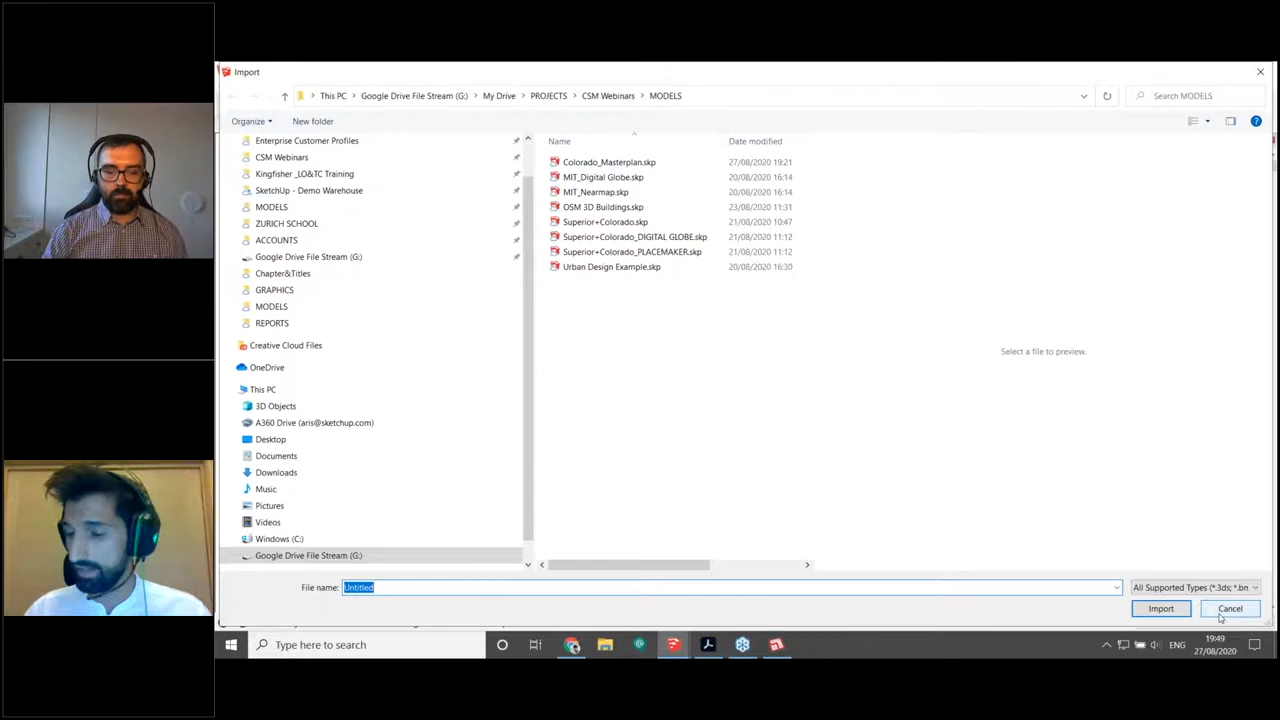 Import
This PC > Google Drive File Stream (G:) > My Drive > PROJECTS > CSM Webinars > MODELS
Search MODELS
Organize
New folder
Name
Date modified
Enterprise Customer Profiles
CSM Webinars
Kingfisher _LO&TC Training
SketchUp - Demo Warehouse
MODELS
ZURICH SCHOOL
ACCOUNTS
Google Drive File Stream (G:)
Chapter&Titles
GRAPHICS
MODELS
REPORTS
Creative Cloud Files
OneDrive
This PC
3D Objects
A360 Drive (aris@sketchup.com)
Desktop
Documents
Downloads
Music
Pictures
Videos
Windows (C:)
Google Drive File Stream (G:)
Colorado_Masterplan.skp 27/08/2020 19:21
MIT_Digital Globe.skp 20/08/2020 16:14
MIT_Nearmap.skp 20/08/2020 16:14
OSM 3D Buildings.skp 23/08/2020 11:31
Superior+Colorado.skp 21/08/2020 10:47
Superior+Colorado_DIGITAL GLOBE.skp 21/08/2020 11:12
Superior+Colorado_PLACEMAKER.skp 21/08/2020 11:12
Urban Design Example.skp 20/08/2020 16:30
Select a file to preview.
File name: Untitled
All Supported Types (*.3ds; *.bn
Import
Cancel
Type here to search
ENG
19:49
27/08/2020